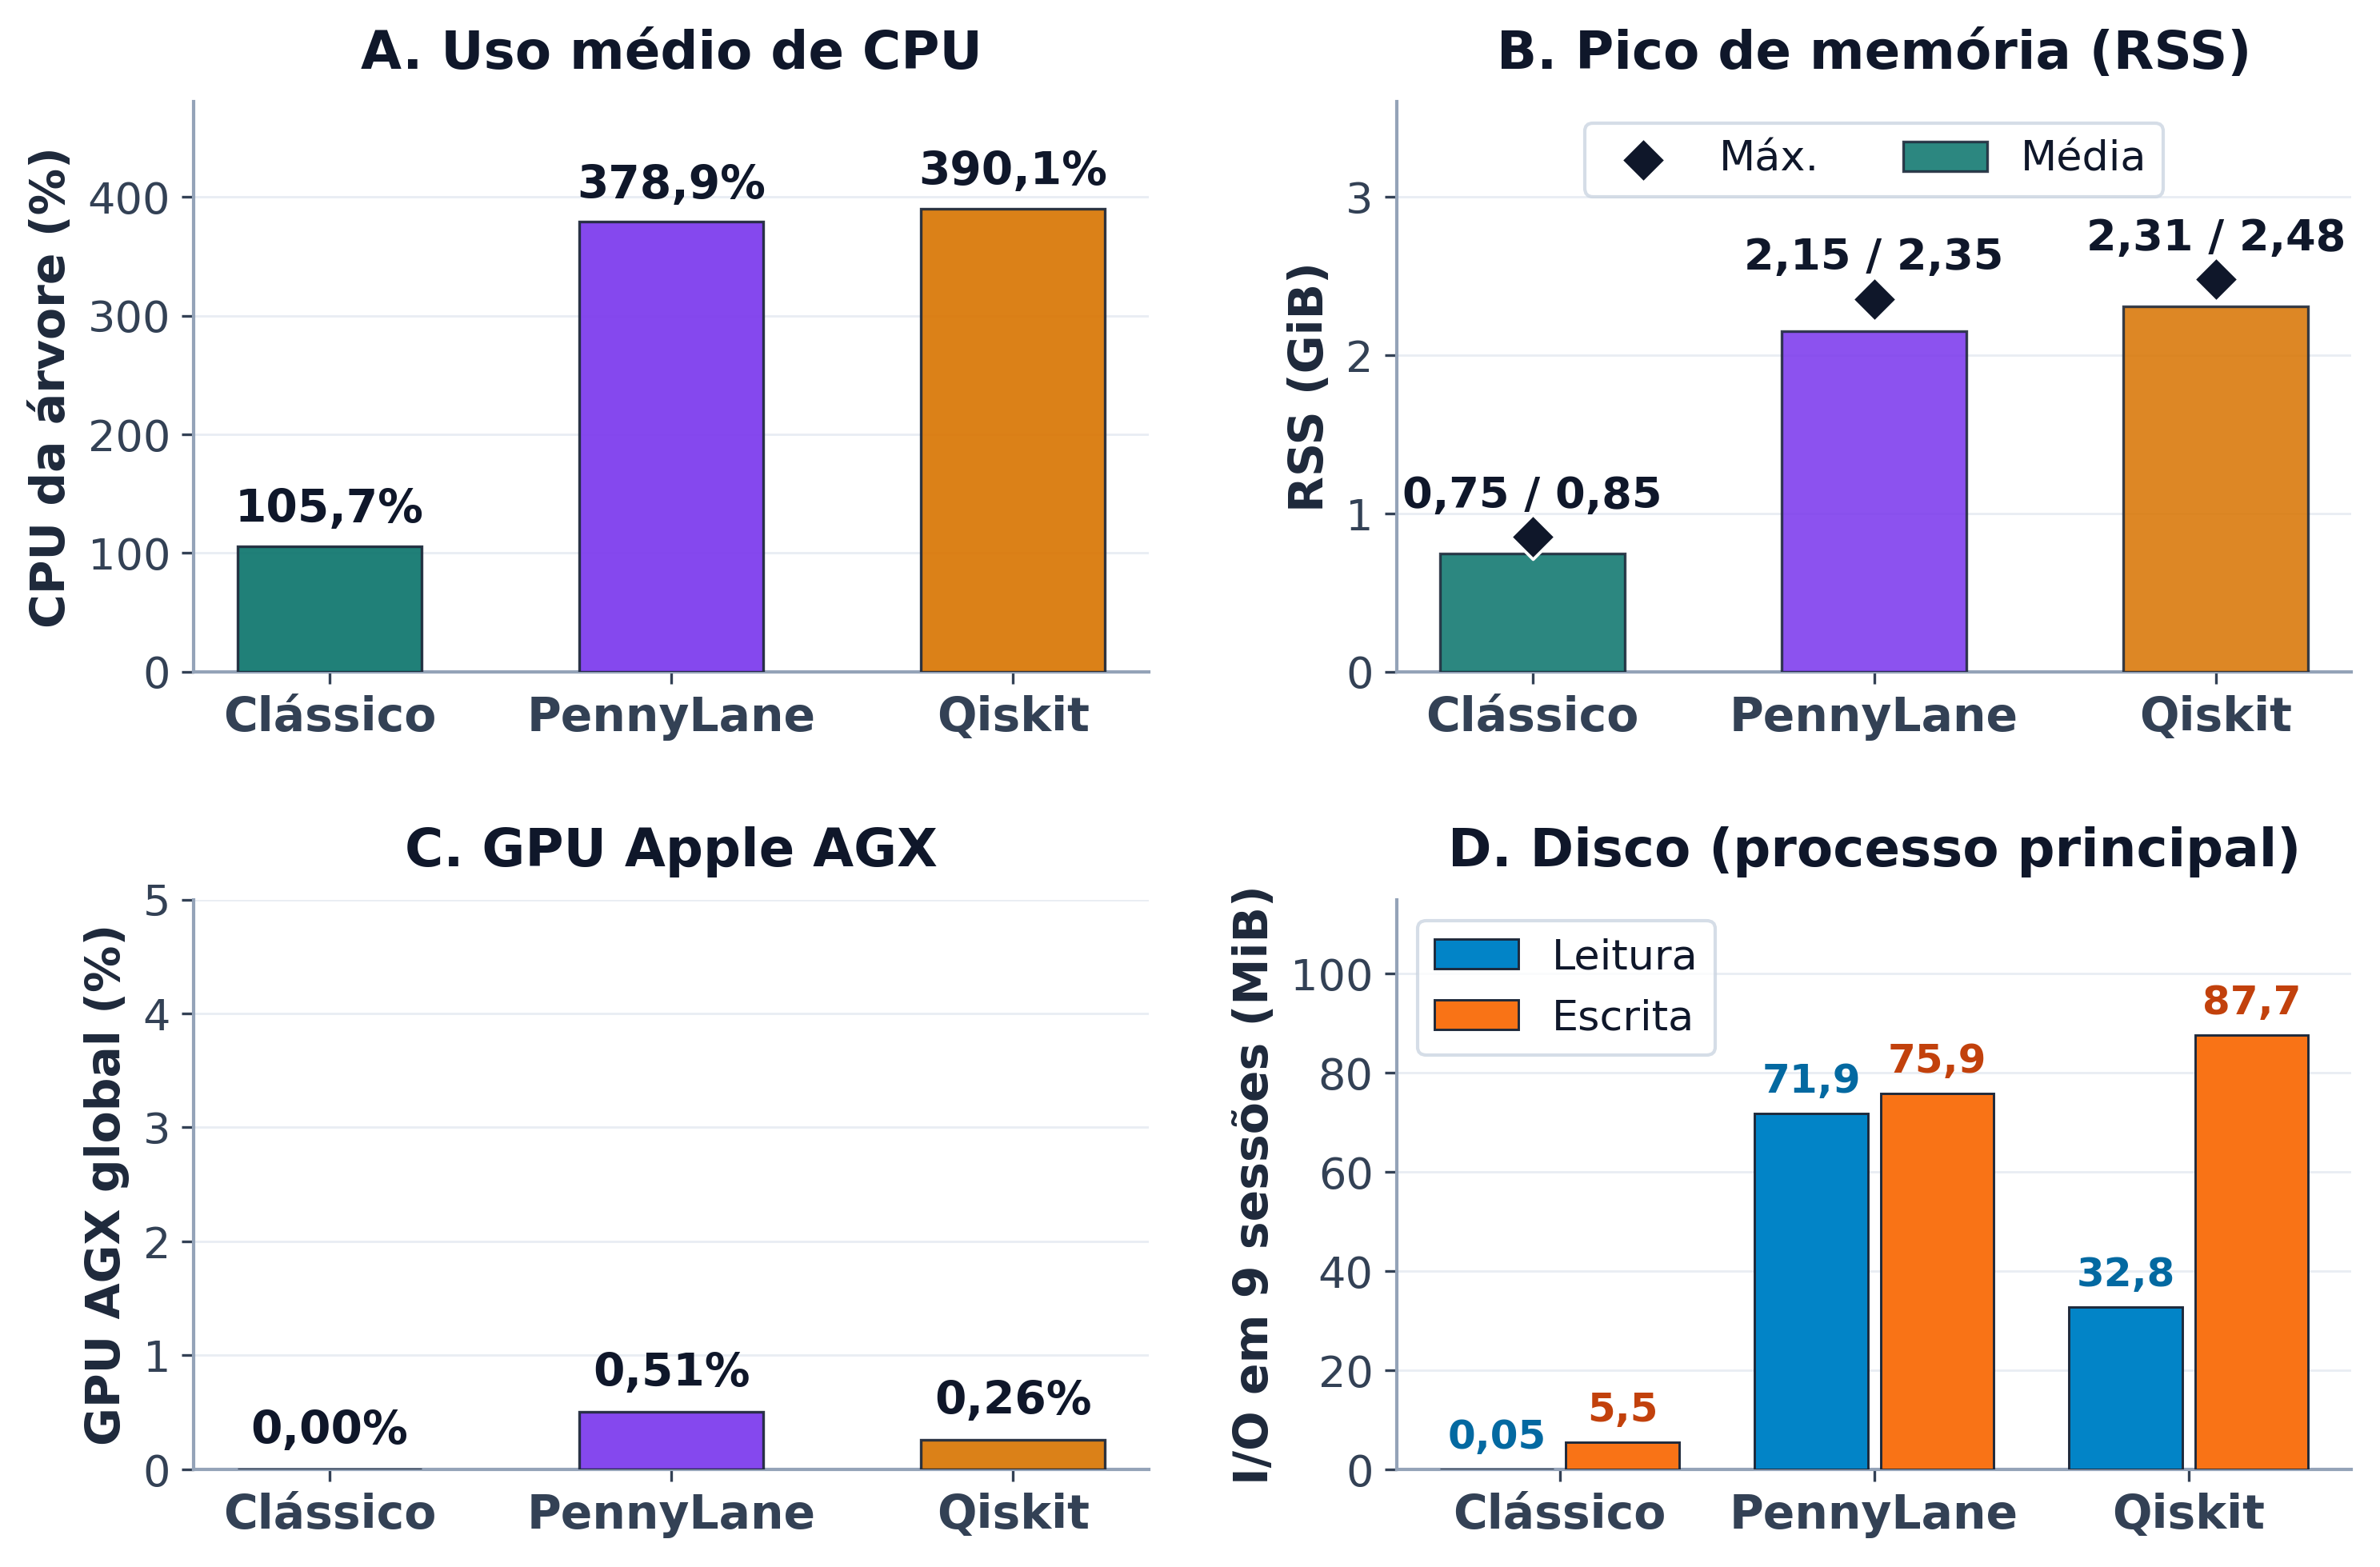 A. Uso médio de CPU
CPU da árvore (%)
400
300
200
100
0
105,7%
378,9%
390,1%
Clássico
PennyLane
Qiskit
B. Pico de memória (RSS)
RSS (GiB)
3
2
1
0
Máx.
Média
0,75 / 0,85
2,15 / 2,35
2,31 / 2,48
Clássico
PennyLane
Qiskit
C. GPU Apple AGX
GPU AGX global (%)
5
4
3
2
1
0
0,00%
0,51%
0,26%
Clássico
PennyLane
Qiskit
D. Disco (processo principal)
I/O em 9 sessões (MiB)
100
80
60
40
20
0
Leitura
Escrita
0,05
5,5
71,9
75,9
32,8
87,7
Clássico
PennyLane
Qiskit